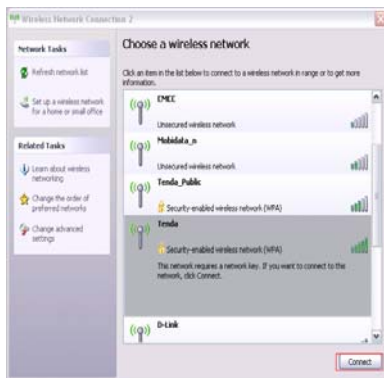 Wireless Network Connection 2
Network Tasks
Refresh network list
Set up a wireless network
for a home or small office
Related Tasks
Learn about wireless
networking
Change the order of
preferred networks
Change advanced
settings
Choose a wireless network
Click an item in the list below to connect to a wireless network in range or to get more
information.
EMEC
Unsecured wireless network
Mobidata_n
Unsecured wireless network
Tenda_Public
Security-enabled wireless network (WPA)
Tenda
Security-enabled wireless network (WPA)
This network requires a network key. If you want to connect to this
network, click Connect.
D-Link
Connect